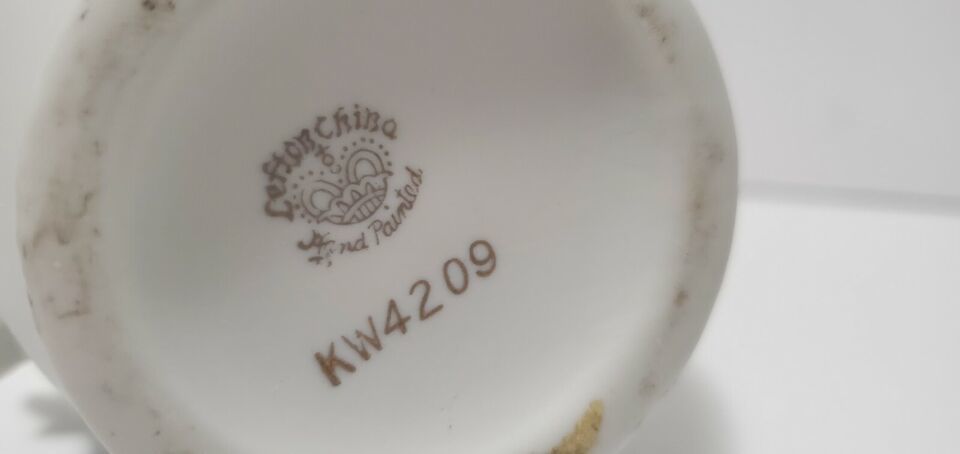 Lefton China
Hand Painted
KW4209